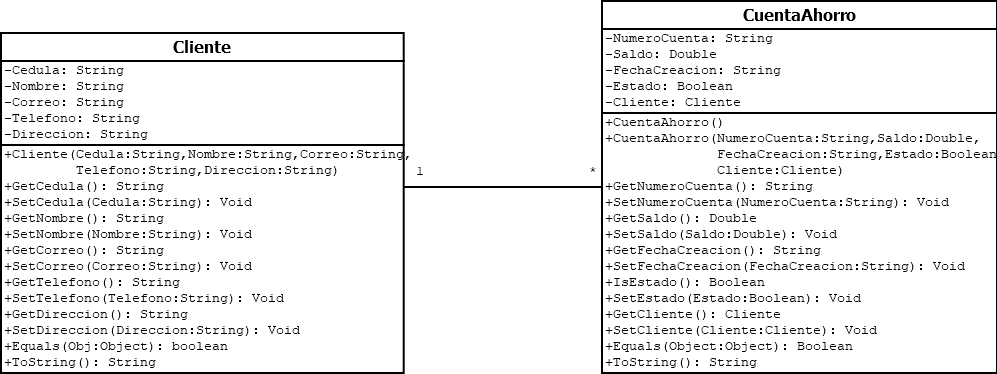 Cliente
-Cedula: String
-Nombre: String
-Correo: String
-Telefono: String
-Direccion: String
+Cliente(Cedula:String,Nombre:String,Correo:String,
Telefono:String,Direccion:String)
+GetCedula(): String
+SetCedula(Cedula:String): Void
+GetNombre(): String
+SetNombre(Nombre:String): Void
+GetCorreo(): String
+SetCorreo(Correo:String): Void
+GetTelefono(): String
+SetTelefono(Telefono:String): Void
+GetDireccion(): String
+SetDireccion(Direccion:String): Void
+Equals(Obj:Object): boolean
+ToString(): String
1
*
CuentaAhorro
-NumeroCuenta: String
-Saldo: Double
-FechaCreacion: String
-Estado: Boolean
-Cliente: Cliente
+CuentaAhorro()
+CuentaAhorro(NumeroCuenta:String,Saldo:Double,
FechaCreacion:String,Estado:Boolean
Cliente:Cliente)
+GetNumeroCuenta(): String
+SetNumeroCuenta(NumeroCuenta:String): Void
+GetSaldo(): Double
+SetSaldo(Saldo:Double): Void
+GetFechaCreacion(): String
+SetFechaCreacion(FechaCreacion:String): Void
+IsEstado(): Boolean
+SetEstado(Estado:Boolean): Void
+GetCliente(): Cliente
+SetCliente(Cliente:Cliente): Void
+Equals(Object:Object): Boolean
+ToString(): String